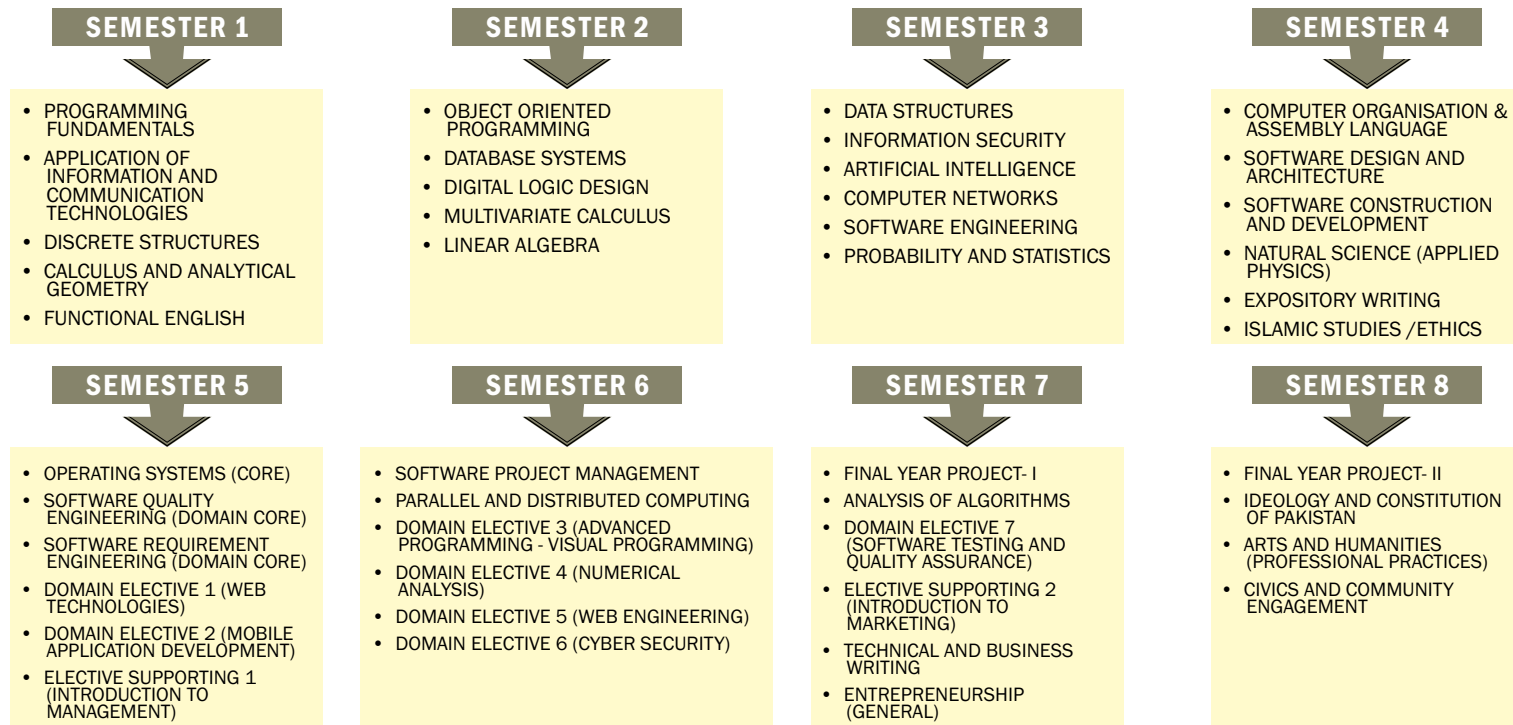 SEMESTER 1
• PROGRAMMING
FUNDAMENTALS
• APPLICATION OF
INFORMATION AND
COMMUNICATION
TECHNOLOGIES
• DISCRETE STRUCTURES
• CALCULUS AND ANALYTICAL
GEOMETRY
• FUNCTIONAL ENGLISH
SEMESTER 2
• OBJECT ORIENTED
PROGRAMMING
• DATABASE SYSTEMS
• DIGITAL LOGIC DESIGN
• MULTIVARIATE CALCULUS
• LINEAR ALGEBRA
SEMESTER 3
• DATA STRUCTURES
• INFORMATION SECURITY
• ARTIFICIAL INTELLIGENCE
• COMPUTER NETWORKS
• SOFTWARE ENGINEERING
• PROBABILITY AND STATISTICS
SEMESTER 4
• COMPUTER ORGANISATION &
ASSEMBLY LANGUAGE
• SOFTWARE DESIGN AND
ARCHITECTURE
• SOFTWARE CONSTRUCTION
AND DEVELOPMENT
• NATURAL SCIENCE (APPLIED
PHYSICS)
• EXPOSITORY WRITING
• ISLAMIC STUDIES /ETHICS
SEMESTER 5
• OPERATING SYSTEMS (CORE)
• SOFTWARE QUALITY
ENGINEERING (DOMAIN CORE)
• SOFTWARE REQUIREMENT
ENGINEERING (DOMAIN CORE)
• DOMAIN ELECTIVE 1 (WEB
TECHNOLOGIES)
• DOMAIN ELECTIVE 2 (MOBILE
APPLICATION DEVELOPMENT)
• ELECTIVE SUPPORTING 1
(INTRODUCTION TO
MANAGEMENT)
SEMESTER 6
• SOFTWARE PROJECT MANAGEMENT
• PARALLEL AND DISTRIBUTED COMPUTING
• DOMAIN ELECTIVE 3 (ADVANCED
PROGRAMMING - VISUAL PROGRAMMING)
• DOMAIN ELECTIVE 4 (NUMERICAL
ANALYSIS)
• DOMAIN ELECTIVE 5 (WEB ENGINEERING)
• DOMAIN ELECTIVE 6 (CYBER SECURITY)
SEMESTER 7
• FINAL YEAR PROJECT- I
• ANALYSIS OF ALGORITHMS
• DOMAIN ELECTIVE 7
(SOFTWARE TESTING AND
QUALITY ASSURANCE)
• ELECTIVE SUPPORTING 2
(INTRODUCTION TO
MARKETING)
• TECHNICAL AND BUSINESS
WRITING
• ENTREPRENEURSHIP
(GENERAL)
SEMESTER 8
• FINAL YEAR PROJECT- II
• IDEOLOGY AND CONSTITUTION
OF PAKISTAN
• ARTS AND HUMANITIES
(PROFESSIONAL PRACTICES)
• CIVICS AND COMMUNITY
ENGAGEMENT